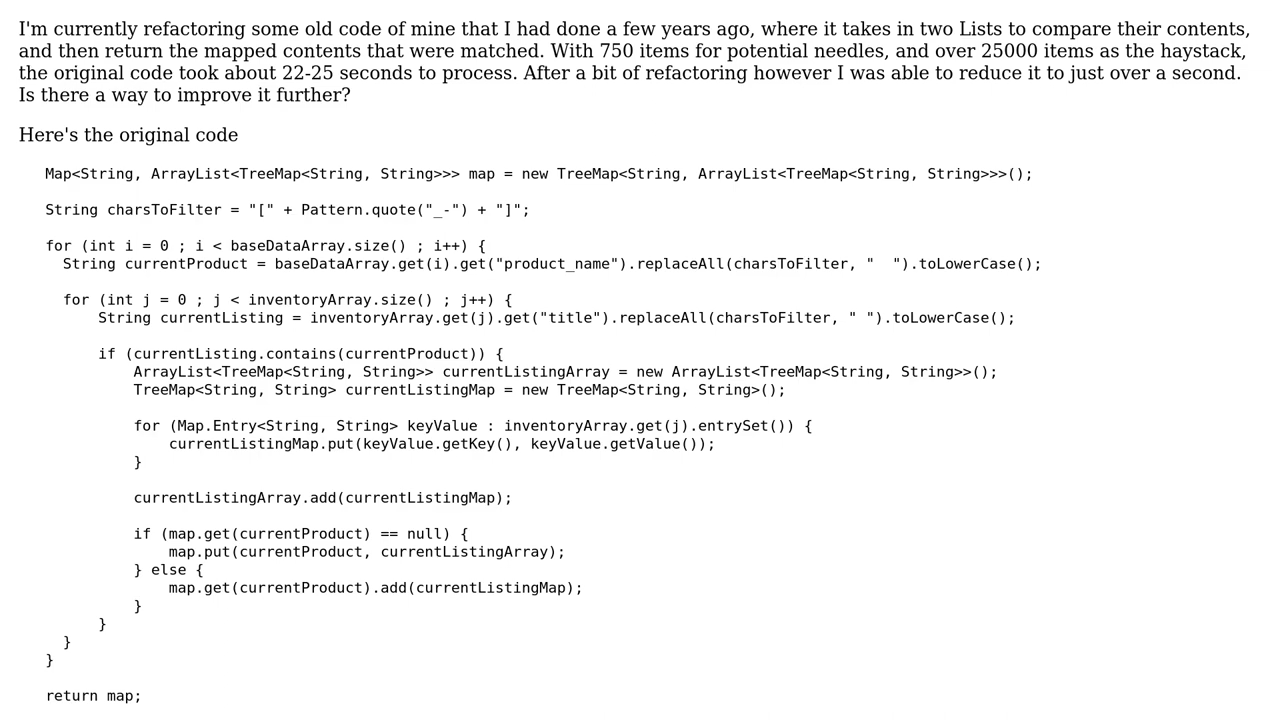 I'm currently refactoring some old code of mine that I had done a few years ago, where it takes in two Lists to compare their contents,
and then return the mapped contents that were matched. With 750 items for potential needles, and over 25000 items as the haystack,
the original code took about 22-25 seconds to process. After a bit of refactoring however I was able to reduce it to just over a second.
Is there a way to improve it further?
Here's the original code
Map<String, ArrayList<TreeMap<String, String>>> map = new TreeMap<String, ArrayList<TreeMap<String, String>>>();
String charsToFilter = "[" + Pattern.quote("_-") + "]";
for (int i = 0 ; i < baseDataArray.size() ; i++) {
String currentProduct = baseDataArray.get(i).get("product_name").replaceAll(charsToFilter, "  ").toLowerCase();
for (int j = 0 ; j < inventoryArray.size() ; j++) {
String currentListing = inventoryArray.get(j).get("title").replaceAll(charsToFilter, " ").toLowerCase();
if (currentListing.contains(currentProduct)) {
ArrayList<TreeMap<String, String>> currentListingArray = new ArrayList<TreeMap<String, String>>();
TreeMap<String, String> currentListingMap = new TreeMap<String, String>();
for (Map.Entry<String, String> keyValue : inventoryArray.get(j).entrySet()) {
currentListingMap.put(keyValue.getKey(), keyValue.getValue());
}
currentListingArray.add(currentListingMap);
if (map.get(currentProduct) == null) {
map.put(currentProduct, currentListingArray);
} else {
map.get(currentProduct).add(currentListingMap);
}
}
}
}
return map;